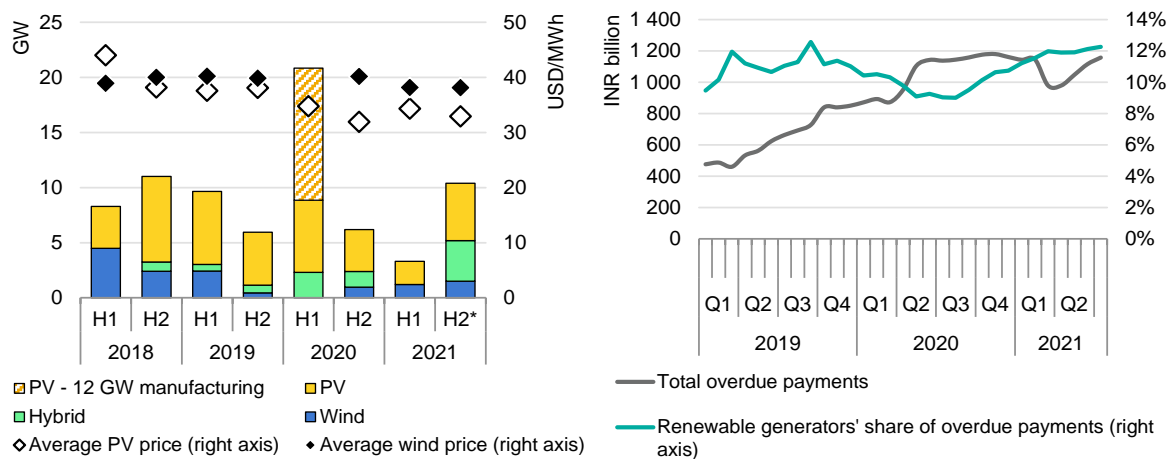 GW
25
20
15
10
5
0
50
40
30
20
10
0
USD/MWh
H1 H2 H1 H2 H1 H2 H1 H2*
2018 2019 2020 2021
PV - 12 GW manufacturing PV
Hybrid Wind
Average PV price (right axis) Average wind price (right axis)
INR billion
1 400
1 200
1 000
800
600
400
200
0
14%
12%
10%
8%
6%
4%
2%
0%
Q1 Q2 Q3 Q4 Q1 Q2 Q3 Q4 Q1 Q2
2019 2020 2021
Total overdue payments
Renewable generators' share of overdue payments (right
axis)